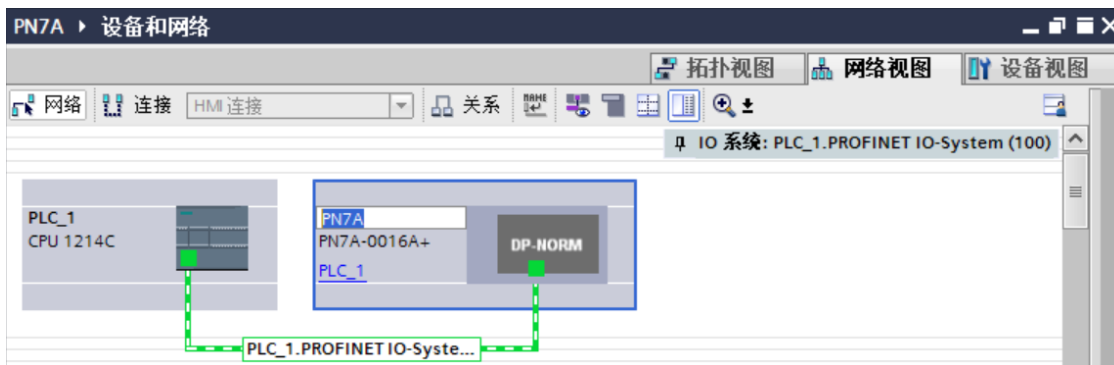 PN7A ▸ 设备和网络
拓扑视图 网络视图 设备视图
网络 连接 HMI 连接 关系
IO 系统: PLC_1.PROFINET IO-System (100)
PLC_1
CPU 1214C
PN7A
PN7A-0016A+
PLC_1
DP-NORM
PLC_1.PROFINET IO-Syste...